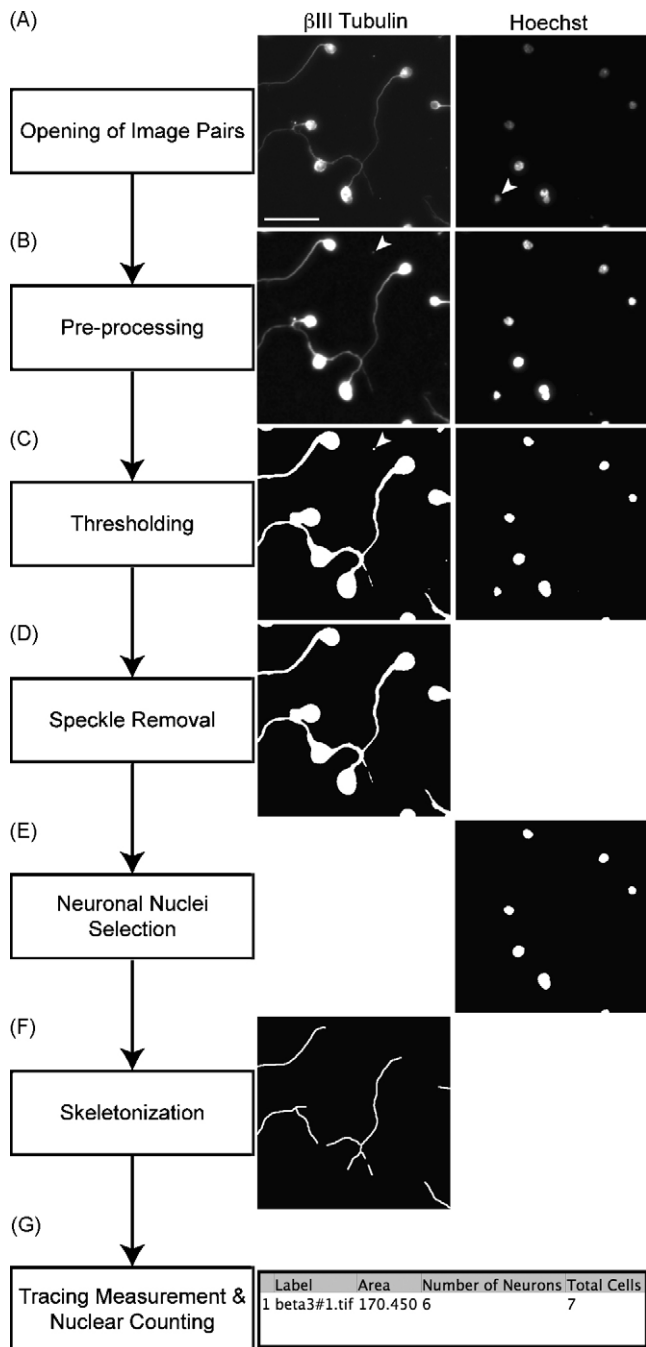 (A)
βIII Tubulin
Hoechst
Opening of Image Pairs
(B)
Pre-processing
(C)
Thresholding
(D)
Speckle Removal
(E)
Neuronal Nuclei
Selection
(F)
Skeletonization
(G)
Tracing Measurement &
Nuclear Counting
Label Area Number of Neurons Total Cells
1 beta3#1.tif 170.450 6 7